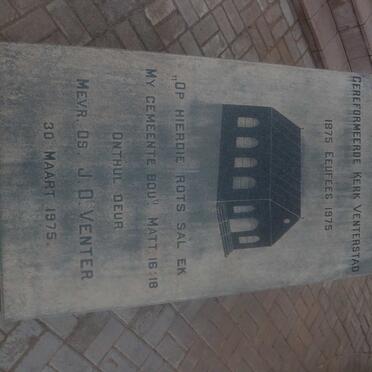 GEREFORMEERDE KERK VENTERSTAD
1875 EEUFEES 1975
„OP HIERDIE ROTS SAL EK
MY GEMEENTE BOU" MATT. 16:18
ONTHUL DEUR
MEVR. DS. J D VENTER
30 MAART 1975.